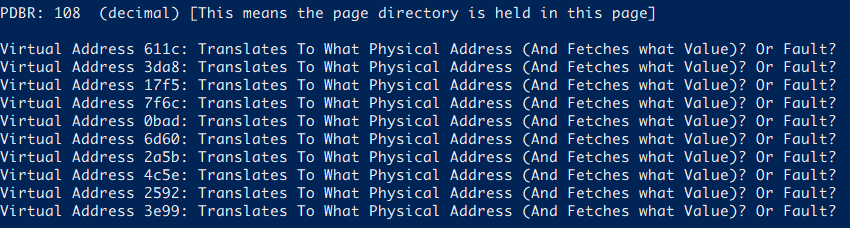 PDBR: 108  (decimal) [This means the page directory is held in this page]
Virtual Address 611c: Translates To What Physical Address (And Fetches what Value)? Or Fault?
Virtual Address 3da8: Translates To What Physical Address (And Fetches what Value)? Or Fault?
Virtual Address 17f5: Translates To What Physical Address (And Fetches what Value)? Or Fault?
Virtual Address 7f6c: Translates To What Physical Address (And Fetches what Value)? Or Fault?
Virtual Address 0bad: Translates To What Physical Address (And Fetches what Value)? Or Fault?
Virtual Address 6d60: Translates To What Physical Address (And Fetches what Value)? Or Fault?
Virtual Address 2a5b: Translates To What Physical Address (And Fetches what Value)? Or Fault?
Virtual Address 4c5e: Translates To What Physical Address (And Fetches what Value)? Or Fault?
Virtual Address 2592: Translates To What Physical Address (And Fetches what Value)? Or Fault?
Virtual Address 3e99: Translates To What Physical Address (And Fetches what Value)? Or Fault?